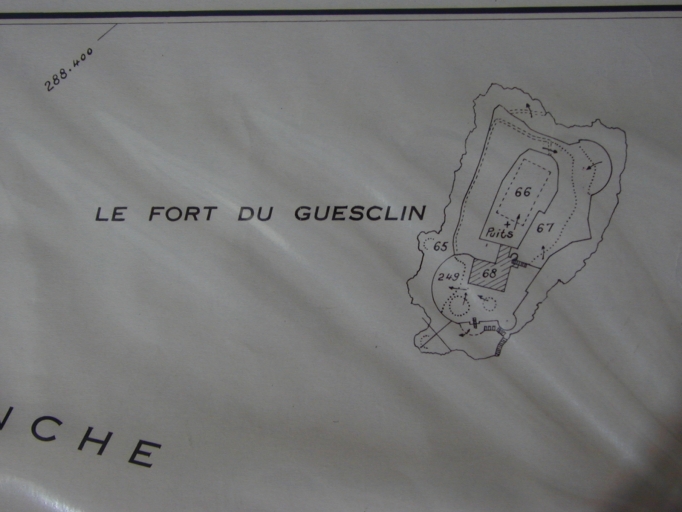 288.400
LE FORT DU GUESCLIN
66
Puits
67
65
249
68
NCHE